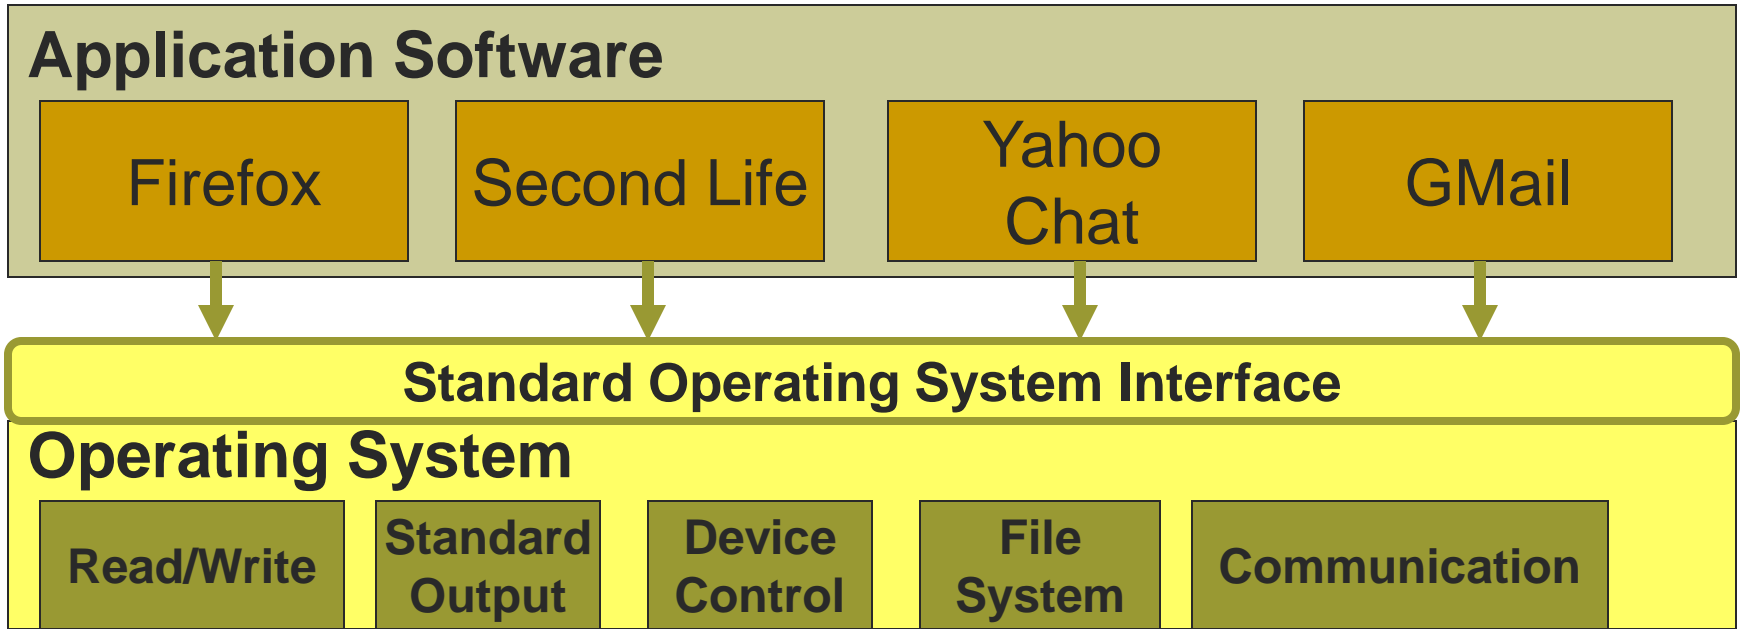 Application Software
Firefox
Second Life
Yahoo
Chat
GMail
Standard Operating System Interface
Operating System
Read/Write
Standard
Output
Device
Control
File
System
Communication